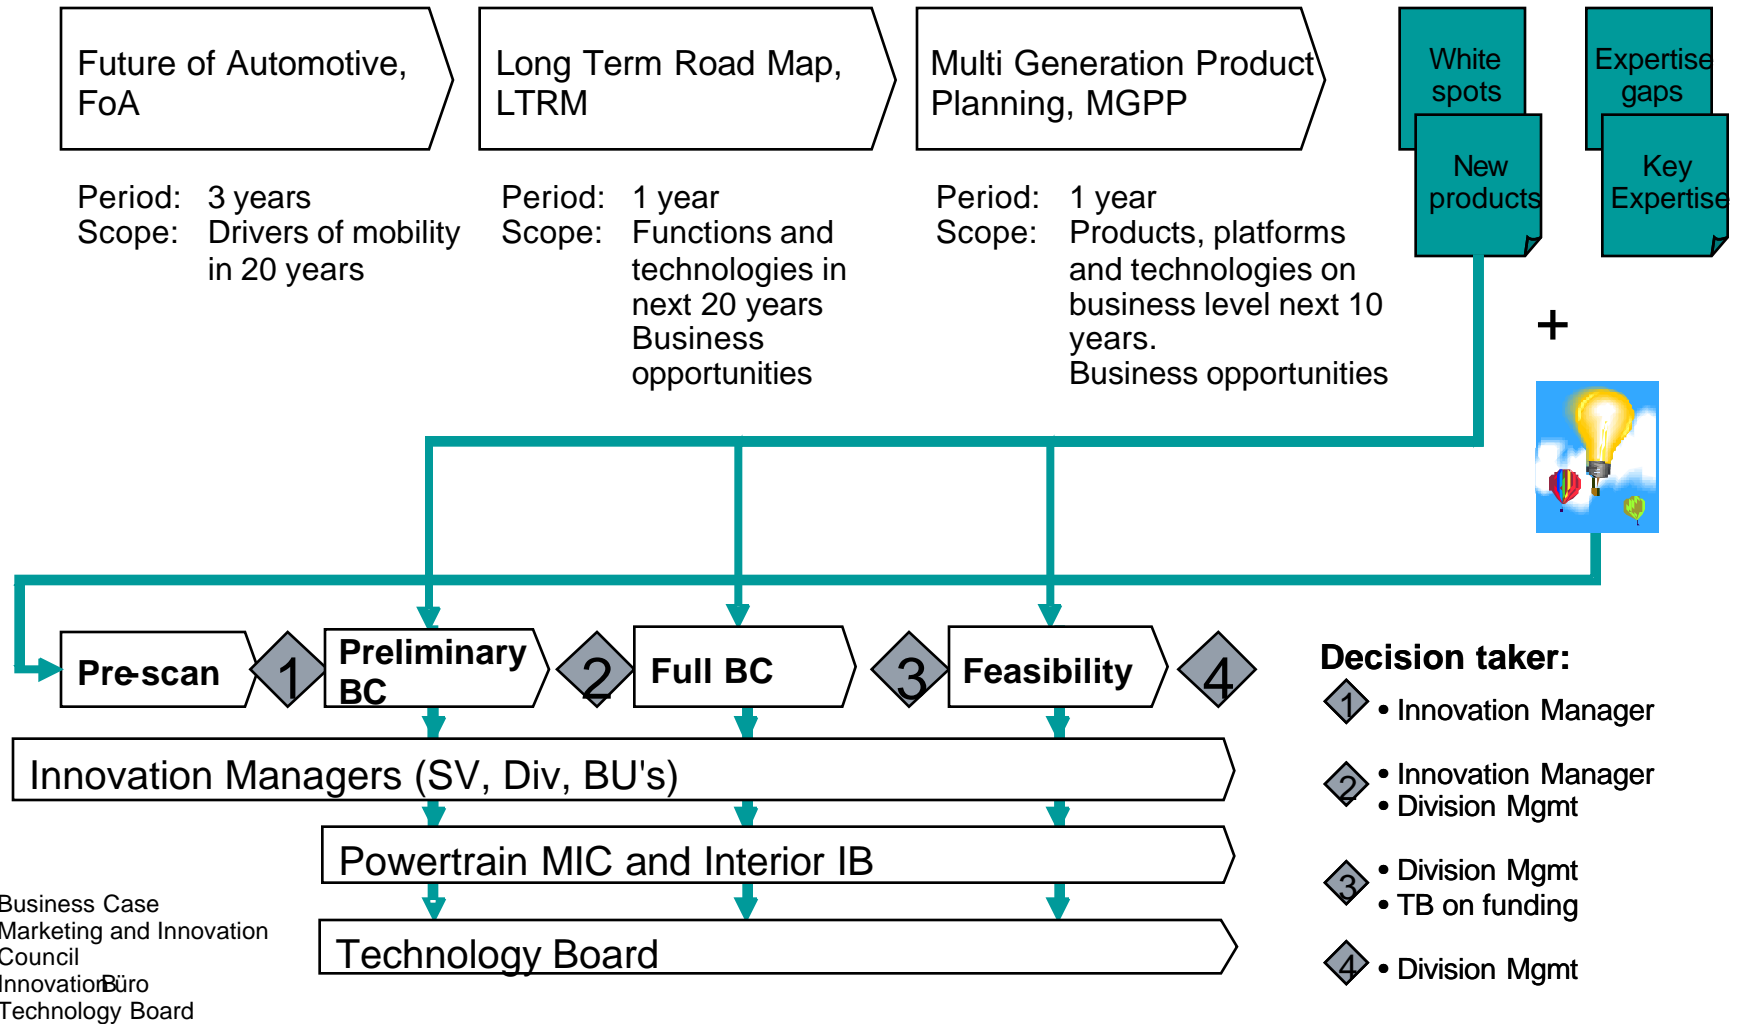 Future of Automotive,
FoA
Long Term Road Map,
LTRM
Multi Generation Product
Planning, MGPP
White
spots
New
products
Expertise
gaps
Key
Expertise
Period: 3 years
Scope: Drivers of mobility
in 20 years
Period: 1 year
Scope: Functions and
technologies in
next 20 years
Business
opportunities
Period: 1 year
Scope: Products, platforms
and technologies on
business level next 10
years.
Business opportunities
+
Pre-scan
1
Preliminary
BC
2
Full BC
3
Feasibility
4
Innovation Managers (SV, Div, BU's)
Powertrain MIC and Interior IB
Technology Board
Decision taker:
1 • Innovation Manager
2 • Innovation Manager
• Division Mgmt
3 • Division Mgmt
• TB on funding
4 • Division Mgmt
Business Case
Marketing and Innovation
Council
InnovationBüro
Technology Board